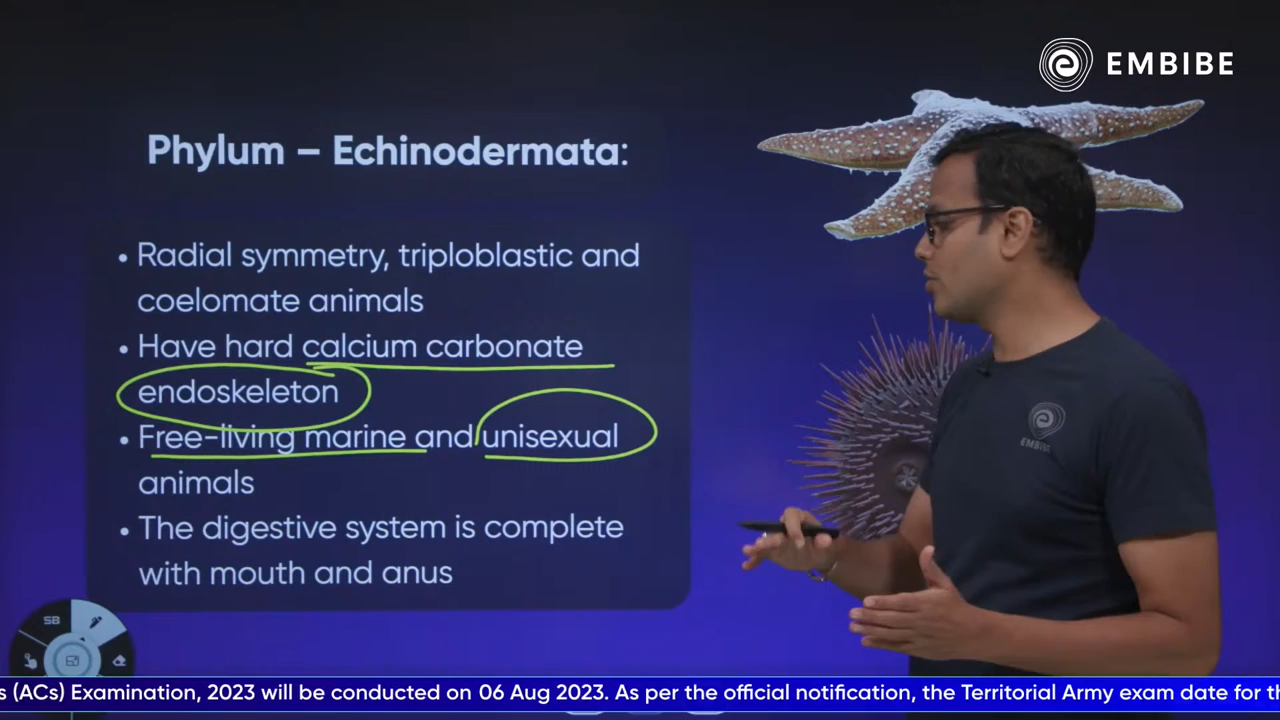 EMBIBE
Phylum – Echinodermata:
• Radial symmetry, triploblastic and
coelomate animals
• Have hard calcium carbonate
endoskeleton
• Free-living marine and unisexual
animals
• The digestive system is complete
with mouth and anus
EMBIBE
SB
s (ACs) Examination, 2023 will be conducted on 06 Aug 2023. As per the official notification, the Territorial Army exam date for th